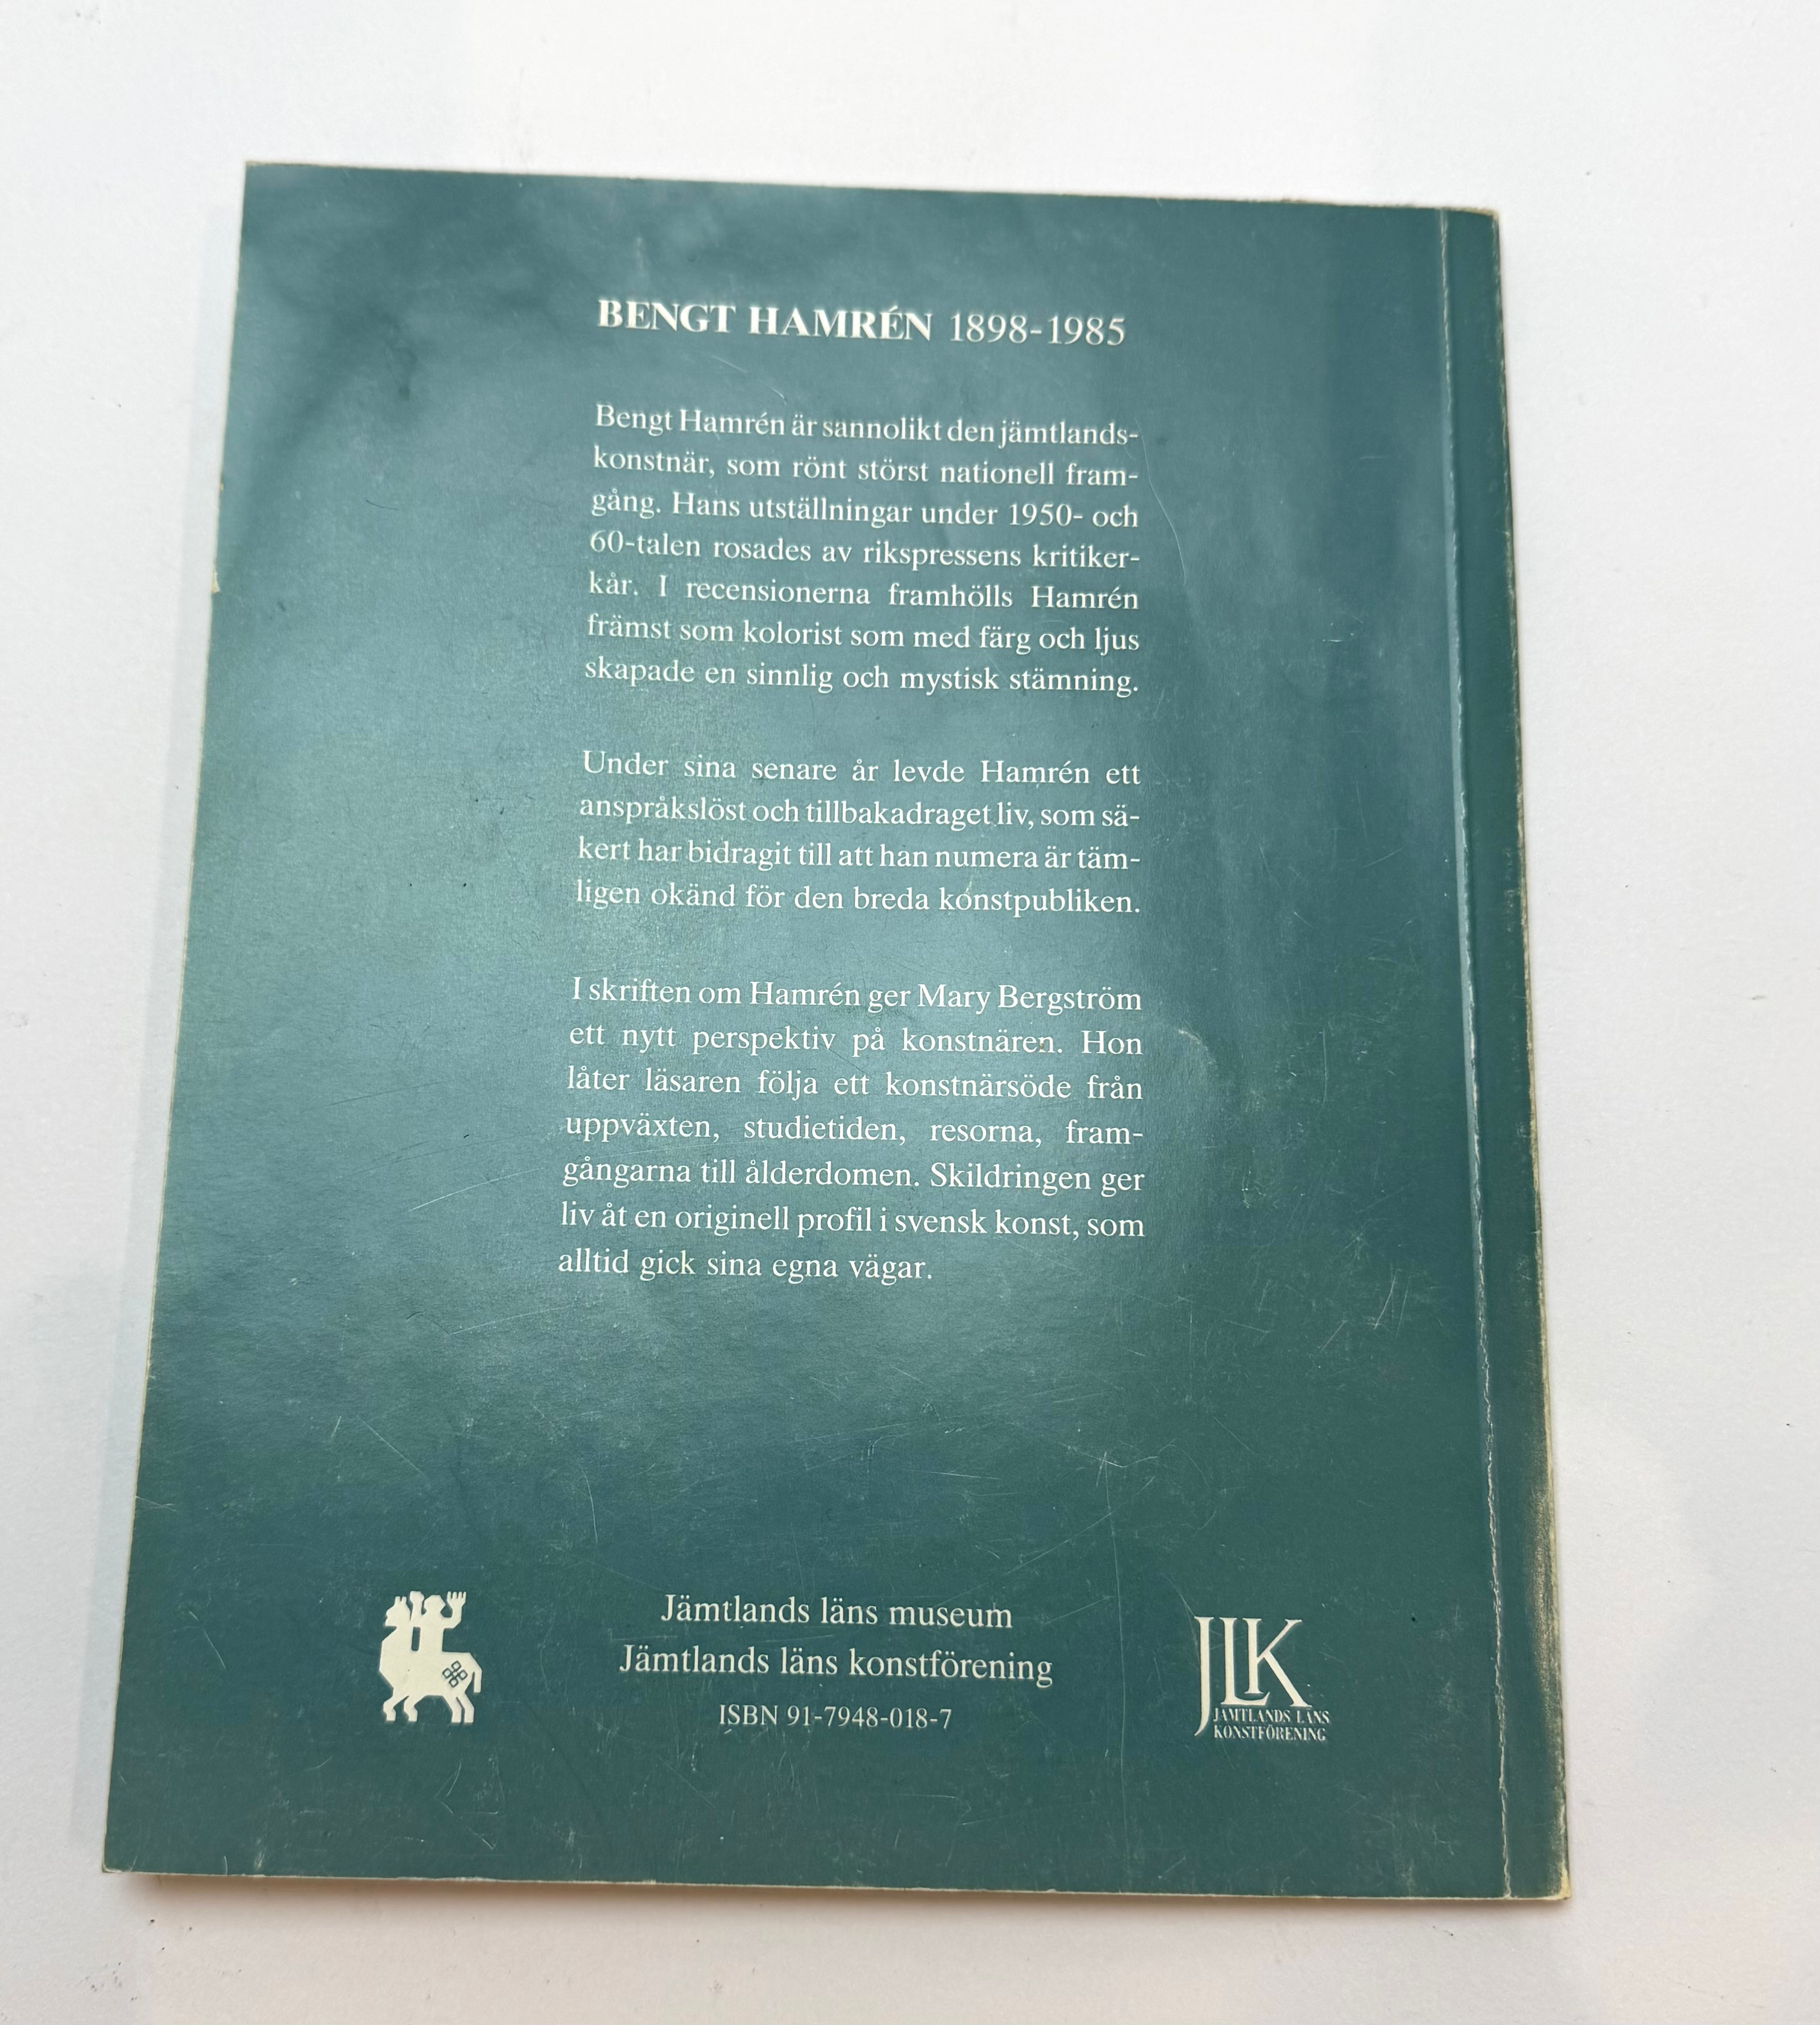 BENGT HAMRÉN 1898-1985
Bengt Hamrén är sannolikt den jämtlands-
konstnär, som rönt störst nationell fram-
gång. Hans utställningar under 1950- och
60-talen rosades av rikspressens kritiker-
kår. I recensionerna framhölls Hamrén
främst som kolorist som med färg och ljus
skapade en sinnlig och mystisk stämning.
Under sina senare år levde Hamrén ett
anspråkslöst och tillbakadraget liv, som sä-
kert har bidragit till att han numera är täm-
ligen okänd för den breda konstpubliken.
I skriften om Hamrén ger Mary Bergström
ett nytt perspektiv på konstnären. Hon
låter läsaren följa ett konstnärsöde från
uppväxten, studietiden, resorna, fram-
gångarna till ålderdomen. Skildringen ger
liv åt en originell profil i svensk konst, som
alltid gick sina egna vägar.
Jämtlands läns museum
Jämtlands läns konstförening
ISBN 91-7948-018-7
JLK
JÄMTLANDS LÄNS
KONSTFÖRENING